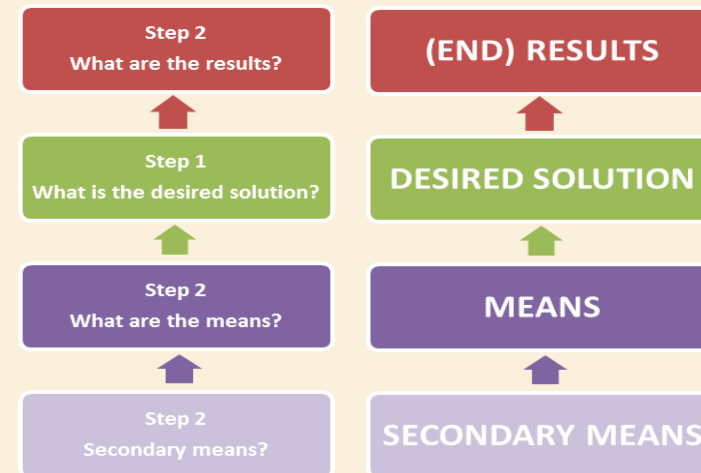 Step 2
What are the results?
(END) RESULTS
Step 1
What is the desired solution?
DESIRED SOLUTION
Step 2
What are the means?
MEANS
Step 2
Secondary means?
SECONDARY MEANS